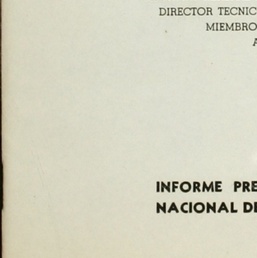 DIRECTOR TECNIC
MIEMBRO
A
INFORME PRE
NACIONAL DE